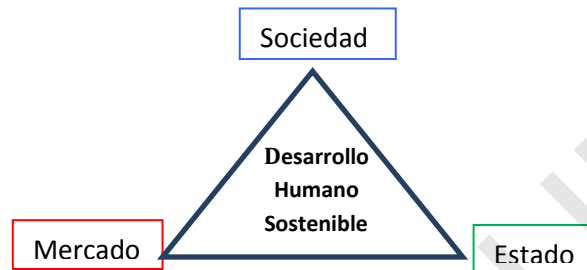 Sociedad
Desarrollo
Humano
Sostenible
Mercado
Estado